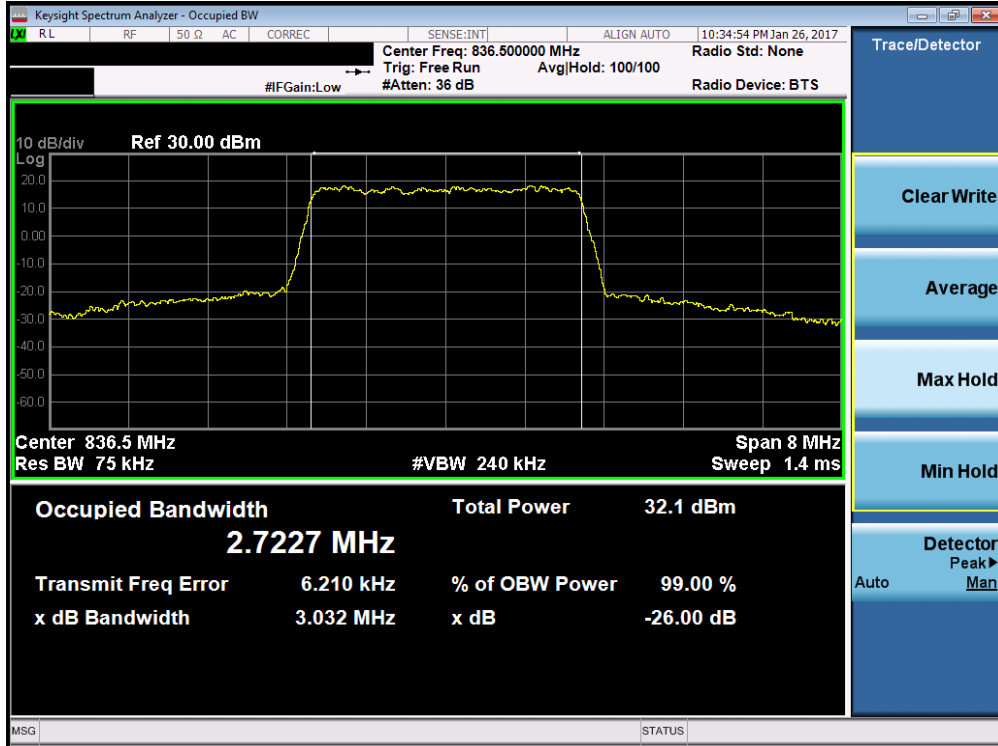 Keysight Spectrum Analyzer - Occupied BW
LXI RL RF 50 Ω AC CORREC SENSE:INT ALIGN AUTO 10:34:54 PM Jan 26, 2017
Center Freq: 836.500000 MHz Radio Std: None
Trig: Free Run Avg|Hold: 100/100
#IFGain:Low #Atten: 36 dB Radio Device: BTS
10 dB/div Ref 30.00 dBm
Log
20.0
10.0
0.00
-10.0
-20.0
-30.0
-40.0
-50.0
-60.0
Center 836.5 MHz Span 8 MHz
Res BW 75 kHz #VBW 240 kHz Sweep 1.4 ms
Occupied Bandwidth Total Power 32.1 dBm
2.7227 MHz
Transmit Freq Error 6.210 kHz % of OBW Power 99.00 %
x dB Bandwidth 3.032 MHz x dB -26.00 dB
MSG STATUS
Trace/Detector
Clear Write
Average
Max Hold
Min Hold
Detector
Peak▶
Auto Man